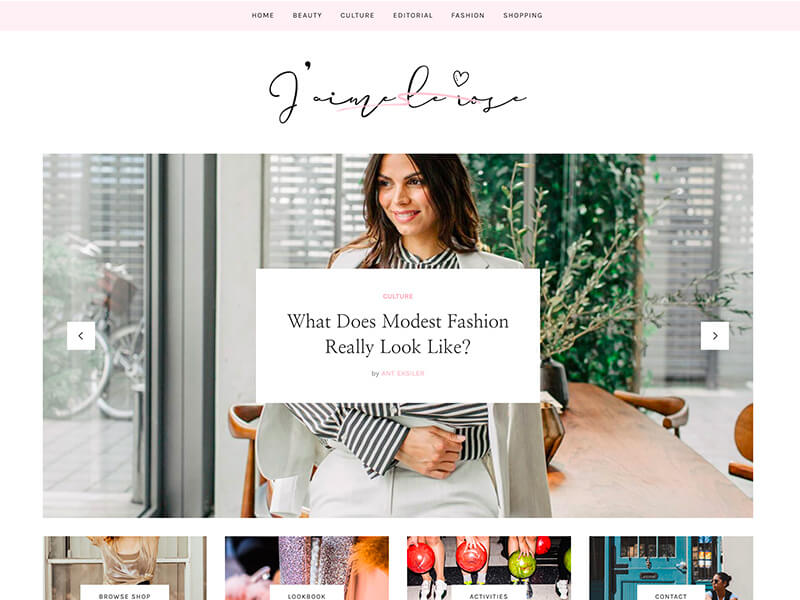 HOME BEAUTY CULTURE EDITORIAL FASHION SHOPPING
J'aime le rose
CULTURE
What Does Modest Fashion
Really Look Like?
by ANT EKSILER
BROWSE SHOP LOOKBOOK ACTIVITIES CONTACT